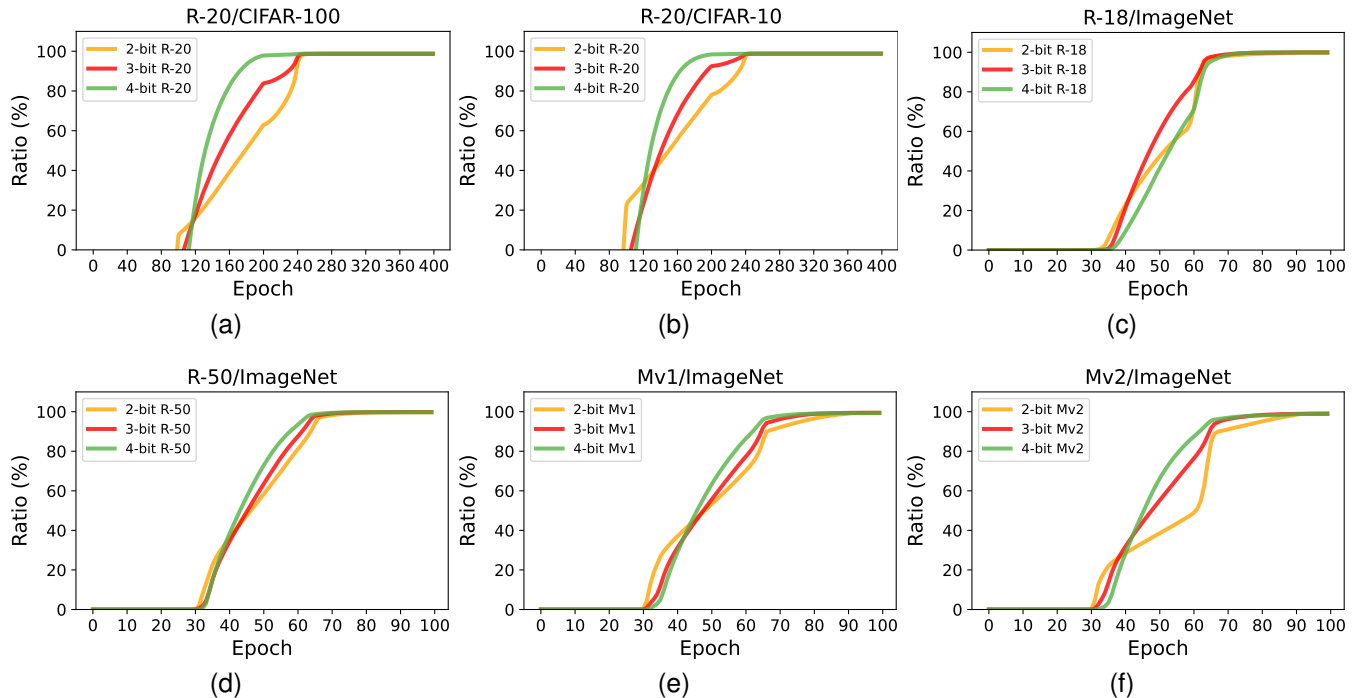 R-20/CIFAR-100
100
80
60
40
20
0
Ratio (%)
2-bit R-20
3-bit R-20
4-bit R-20
0 40 80 120 160 200 240 280 320 360 400
Epoch
(a)
R-20/CIFAR-10
100
80
60
40
20
0
Ratio (%)
2-bit R-20
3-bit R-20
4-bit R-20
0 40 80 120 160 200 240 280 320 360 400
Epoch
(b)
R-18/ImageNet
100
80
60
40
20
0
Ratio (%)
2-bit R-18
3-bit R-18
4-bit R-18
0 10 20 30 40 50 60 70 80 90 100
Epoch
(c)
R-50/ImageNet
100
80
60
40
20
0
Ratio (%)
2-bit R-50
3-bit R-50
4-bit R-50
0 10 20 30 40 50 60 70 80 90 100
Epoch
(d)
Mv1/ImageNet
100
80
60
40
20
0
Ratio (%)
2-bit Mv1
3-bit Mv1
4-bit Mv1
0 10 20 30 40 50 60 70 80 90 100
Epoch
(e)
Mv2/ImageNet
100
80
60
40
20
0
Ratio (%)
2-bit Mv2
3-bit Mv2
4-bit Mv2
0 10 20 30 40 50 60 70 80 90 100
Epoch
(f)